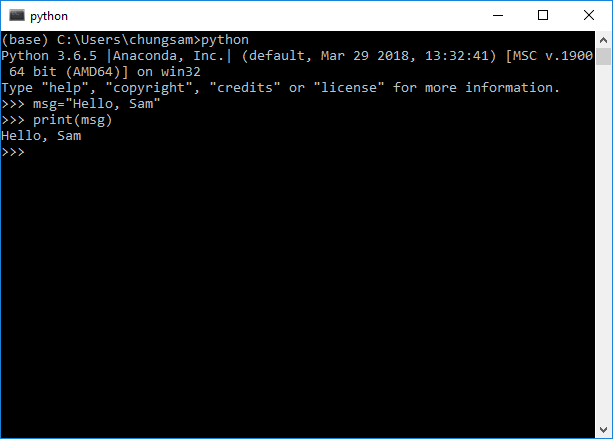 python
(base) C:\Users\chungsam>python
Python 3.6.5 |Anaconda, Inc.| (default, Mar 29 2018, 13:32:41) [MSC v.1900
 64 bit (AMD64)] on win32
Type "help", "copyright", "credits" or "license" for more information.
>>> msg="Hello, Sam"
>>> print(msg)
Hello, Sam
>>>